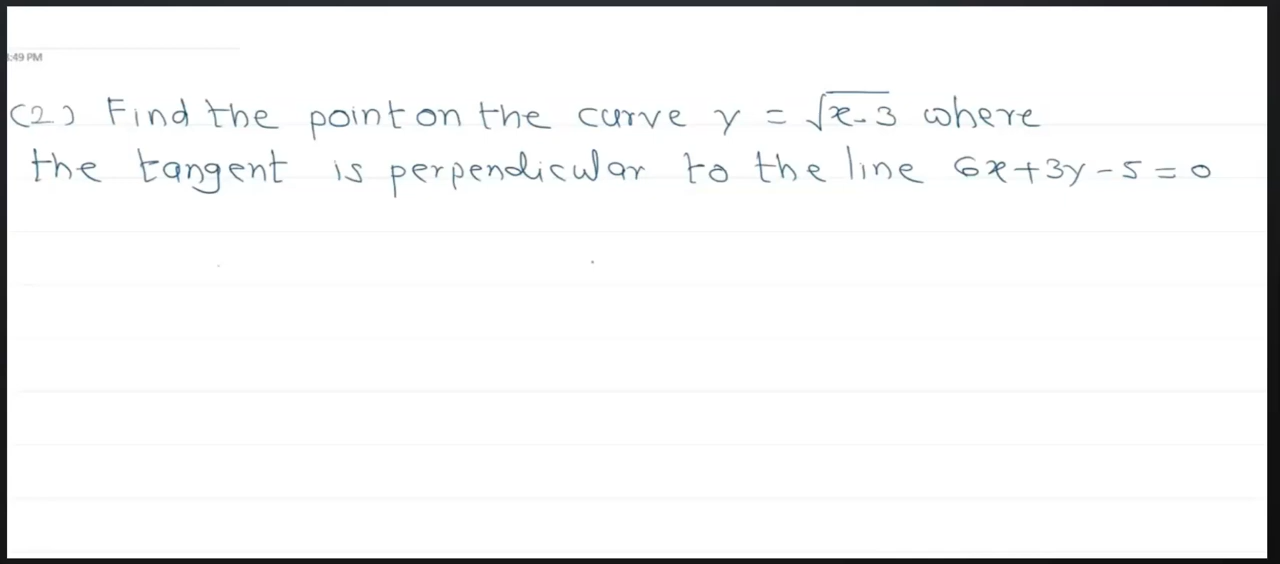 :49 PM
(2) Find the point on the curve y = √x-3 where
the tangent is perpendicular to the line 6x+3y-5=0